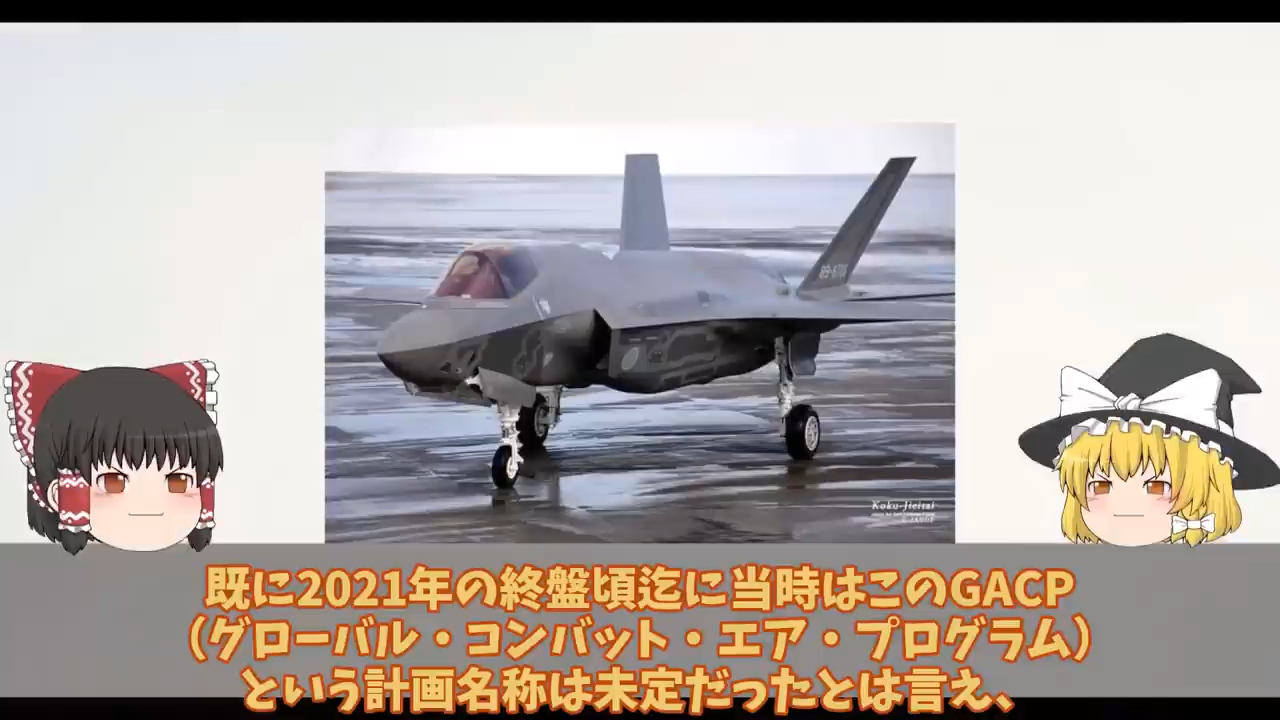 Koku-Jieitai
既に2021年の終盤頃迄に当時はこのGACP
（グローバル・コンバット・エア・プログラム）
という計画名称は未定だったとは言え、